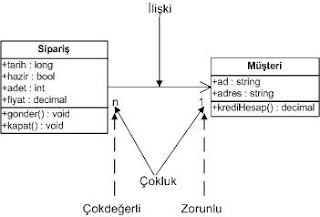 İlişki
Sipariş
+tarih : long
+hazir : bool
+adet : int
+fiyat : decimal
+gonder() : void
+kapat() : void
n
1
Müşteri
+ad : string
+adres : string
+krediHesap() : decimal
Çokluk
Çokdeğerli
Zorunlu